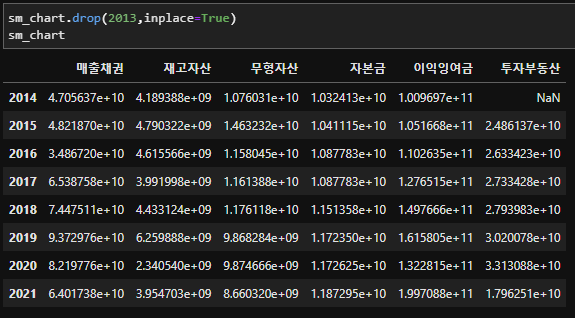 sm_chart.drop(2013,inplace=True)
sm_chart
매출채권 재고자산 무형자산 자본금 이익잉여금 투자부동산
2014 4.705637e+10 4.189388e+09 1.076031e+10 1.032413e+10 1.009697e+11 NaN
2015 4.821870e+10 4.790322e+09 1.463232e+10 1.041115e+10 1.051668e+11 2.486137e+10
2016 3.486720e+10 4.615566e+09 1.158045e+10 1.087783e+10 1.102635e+11 2.633423e+10
2017 6.538758e+10 3.991998e+09 1.161388e+10 1.087783e+10 1.276515e+11 2.733428e+10
2018 7.447511e+10 4.433124e+09 1.176118e+10 1.151358e+10 1.497666e+11 2.793983e+10
2019 9.372976e+10 6.259888e+09 9.868284e+09 1.172350e+10 1.615805e+11 3.020078e+10
2020 8.219776e+10 2.340540e+09 9.874666e+09 1.172625e+10 1.322815e+11 3.313088e+10
2021 6.401738e+10 3.954703e+09 8.660320e+09 1.187295e+10 1.997088e+11 1.796251e+10